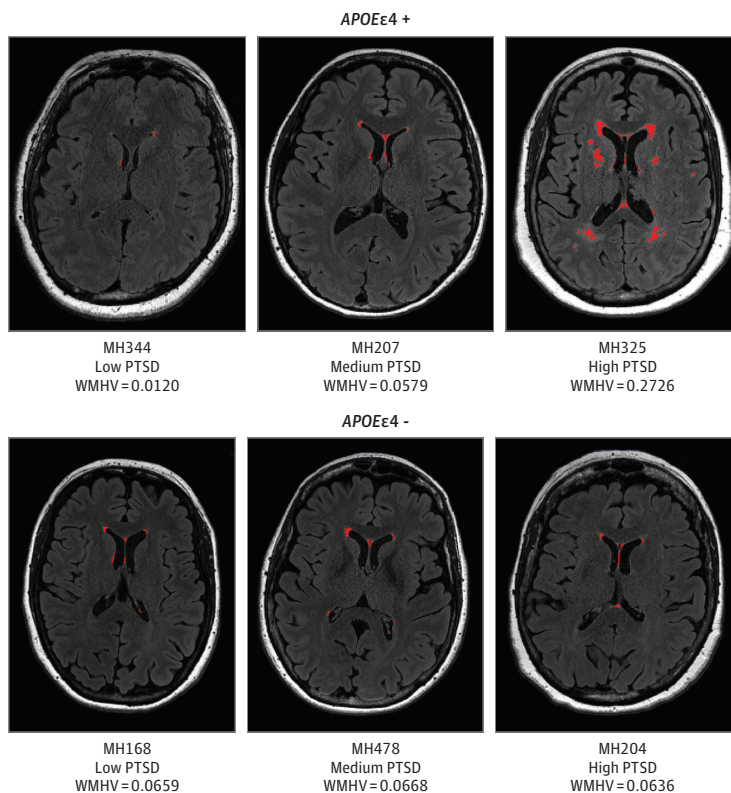 APOEε4 +
MH344
Low PTSD
WMHV = 0.0120
MH207
Medium PTSD
WMHV = 0.0579
MH325
High PTSD
WMHV = 0.2726
APOEε4 -
MH168
Low PTSD
WMHV = 0.0659
MH478
Medium PTSD
WMHV = 0.0668
MH204
High PTSD
WMHV = 0.0636